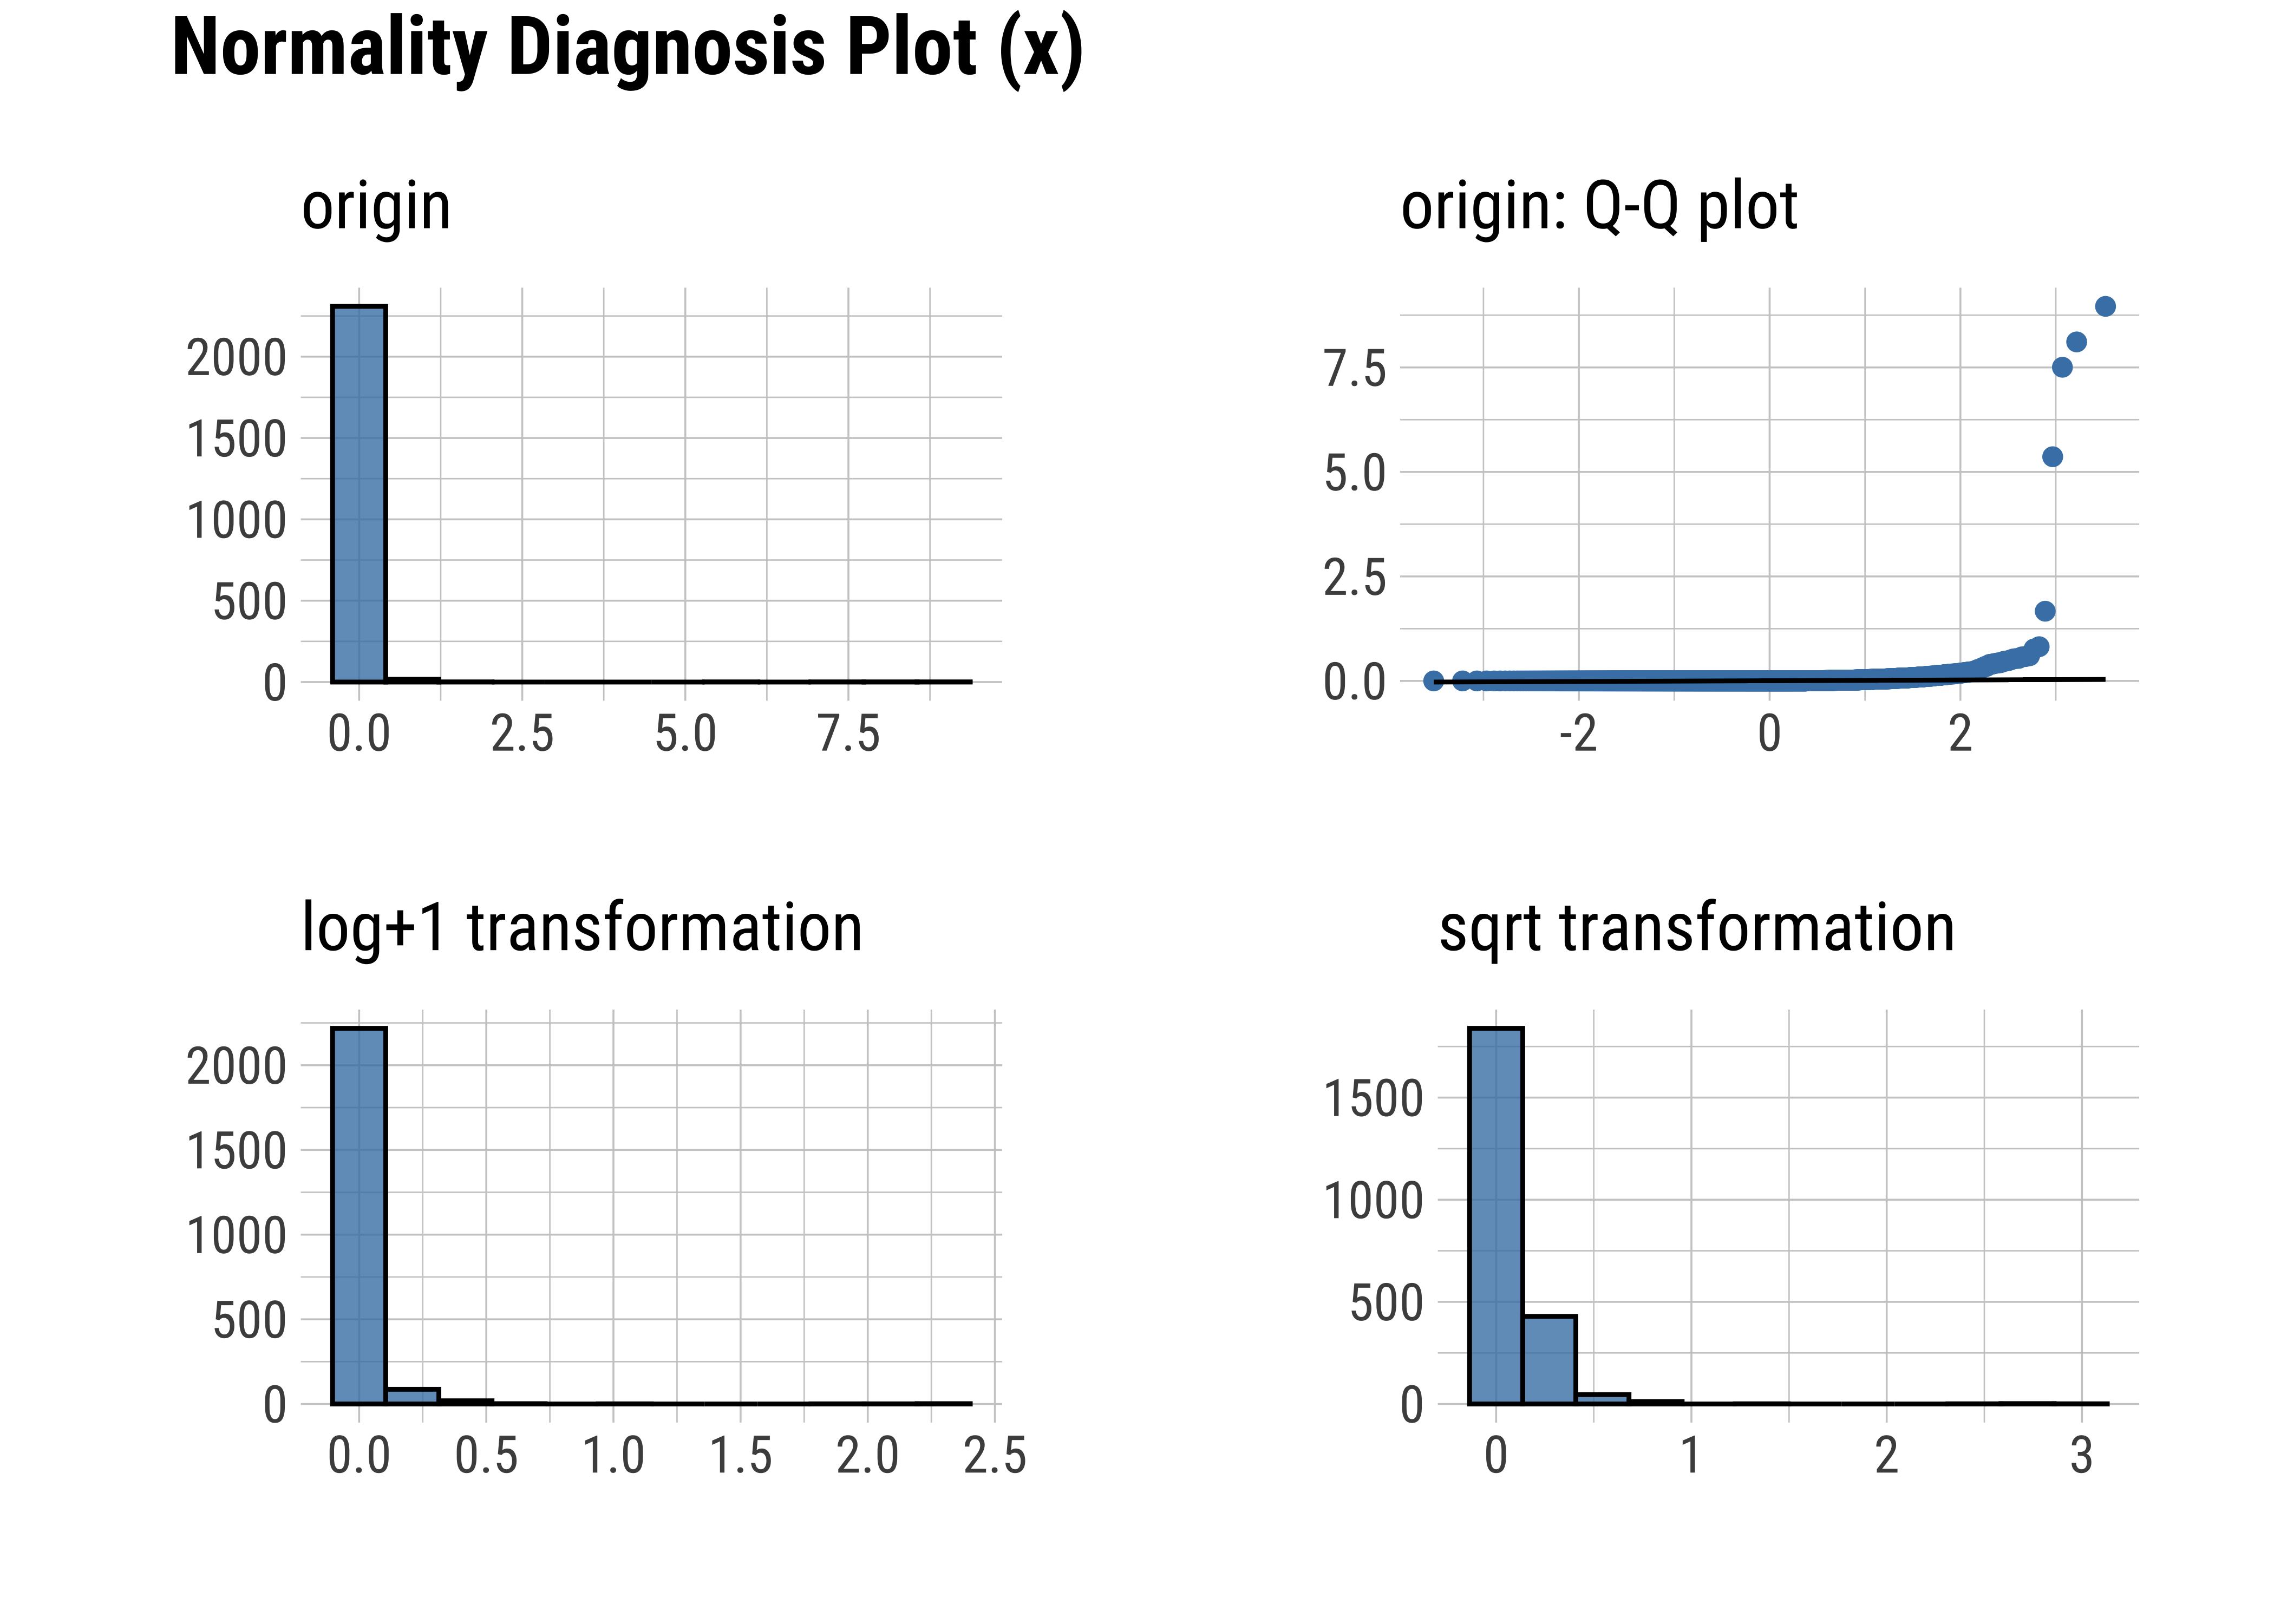 Normality Diagnosis Plot (x)
origin
2000
1500
1000
500
0
0.0 2.5 5.0 7.5
origin: Q-Q plot
7.5
5.0
2.5
0.0
-2 0 2
log+1 transformation
2000
1500
1000
500
0
0.0 0.5 1.0 1.5 2.0 2.5
sqrt transformation
1500
1000
500
0
0 1 2 3